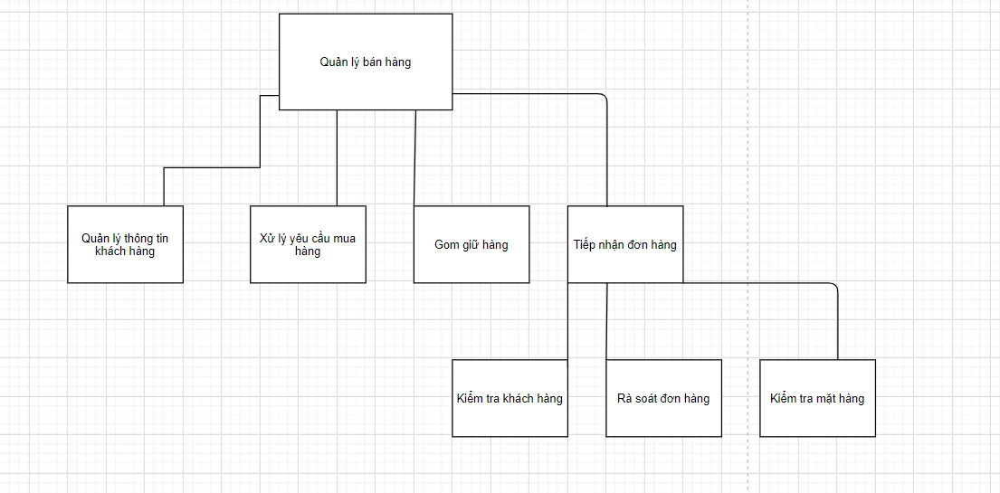 Quản lý bán hàng
Quản lý thông tin
khách hàng
Xử lý yêu cầu mua
hàng
Gom giữ hàng
Tiếp nhận đơn hàng
Kiểm tra khách hàng
Rà soát đơn hàng
Kiểm tra mặt hàng